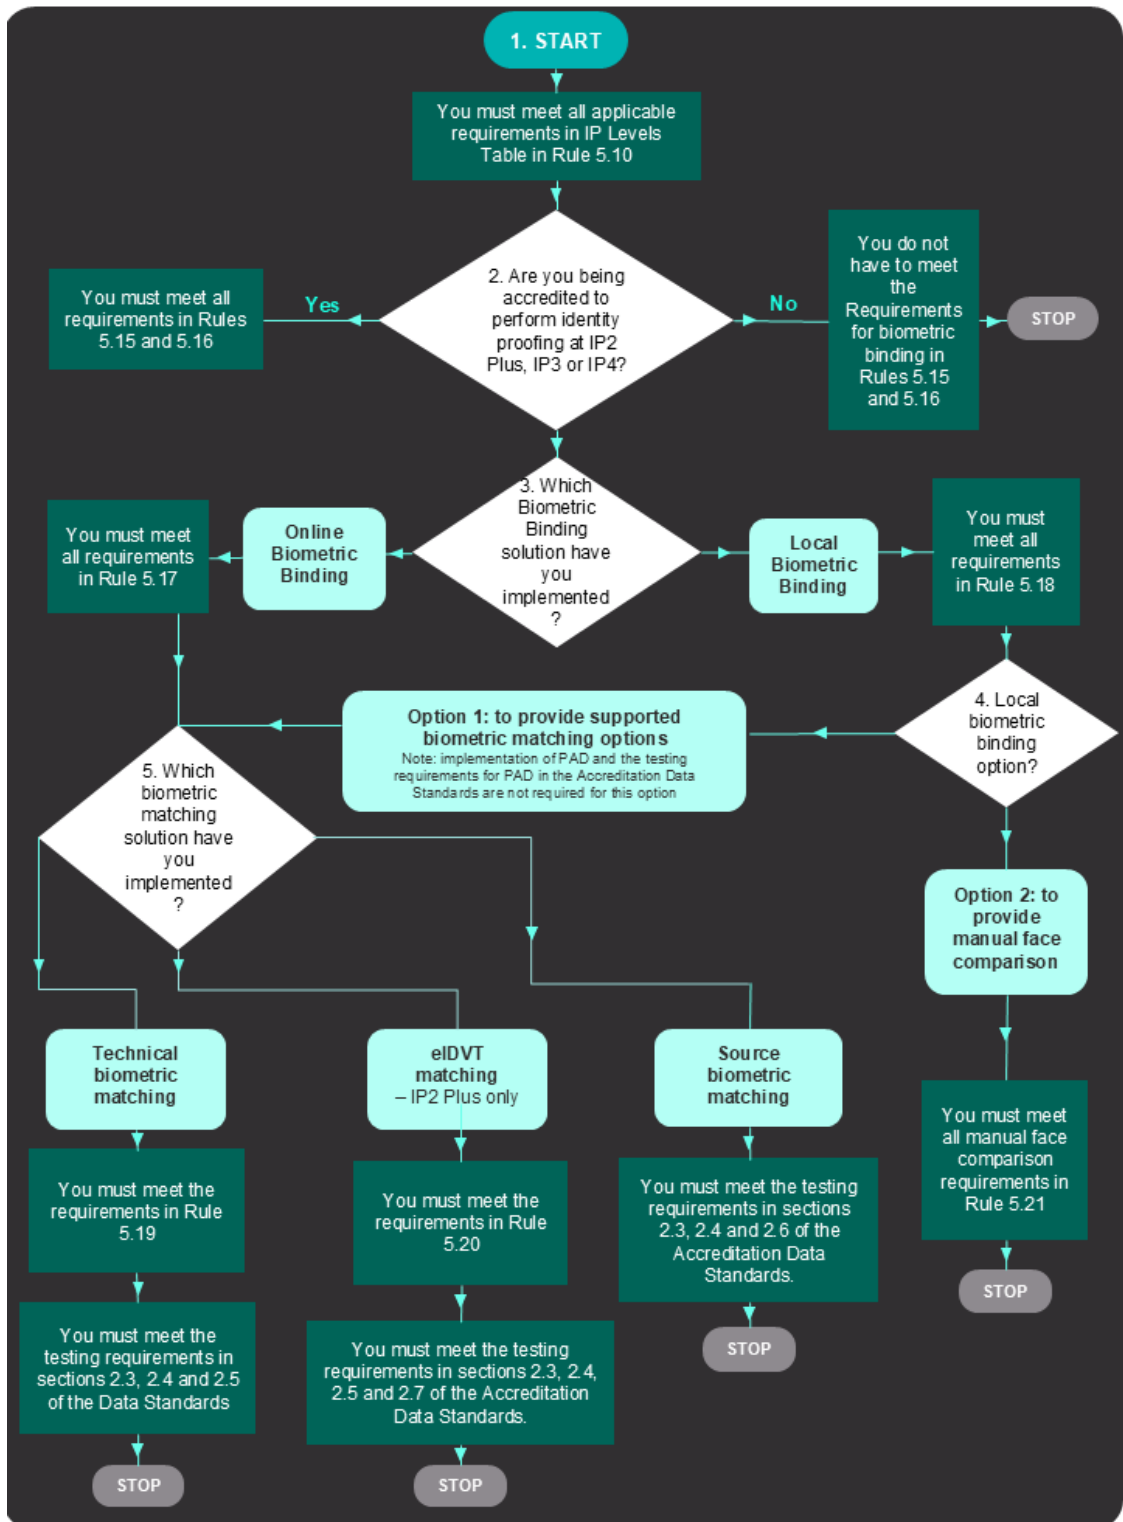 1. START
You must meet all applicable
requirements in IP Levels
Table in Rule 5.10
2. Are you being
accredited to
perform identity
proofing at IP2
Plus, IP3 or IP4?
Yes
You must meet all
requirements in Rules
5.15 and 5.16
No
You do not
have to meet
the
Requirements
for biometric
binding in
Rules 5.15
and 5.16
STOP
3. Which
Biometric
Binding
solution have
you
implemented
?
Online
Biometric
Binding
You must meet
all requirements
in Rule 5.17
Local
Biometric
Binding
You must
meet all
requirements
in Rule 5.18
4. Local
biometric
binding
option?
Option 1: to provide supported
biometric matching options
Note: implementation of PAD and the testing
requirements for PAD in the Accreditation Data
Standards are not required for this option
5. Which
biometric
matching
solution have
you
implemented
?
Option 2: to
provide
manual face
comparison
Technical
biometric
matching
eIDVT
matching
– IP2 Plus only
Source
biometric
matching
You must meet
all manual face
comparison
requirements in
Rule 5.21
STOP
You must meet the
requirements in Rule
5.19
You must meet the
requirements in Rule
5.20
You must meet the testing
requirements in sections
2.3, 2.4 and 2.6 of the
Accreditation Data
Standards.
STOP
You must meet the
testing requirements in
sections 2.3, 2.4 and 2.5
of the Data Standards
You must meet the testing
requirements in sections 2.3, 2.4,
2.5 and 2.7 of the Accreditation
Data Standards.
STOP
STOP